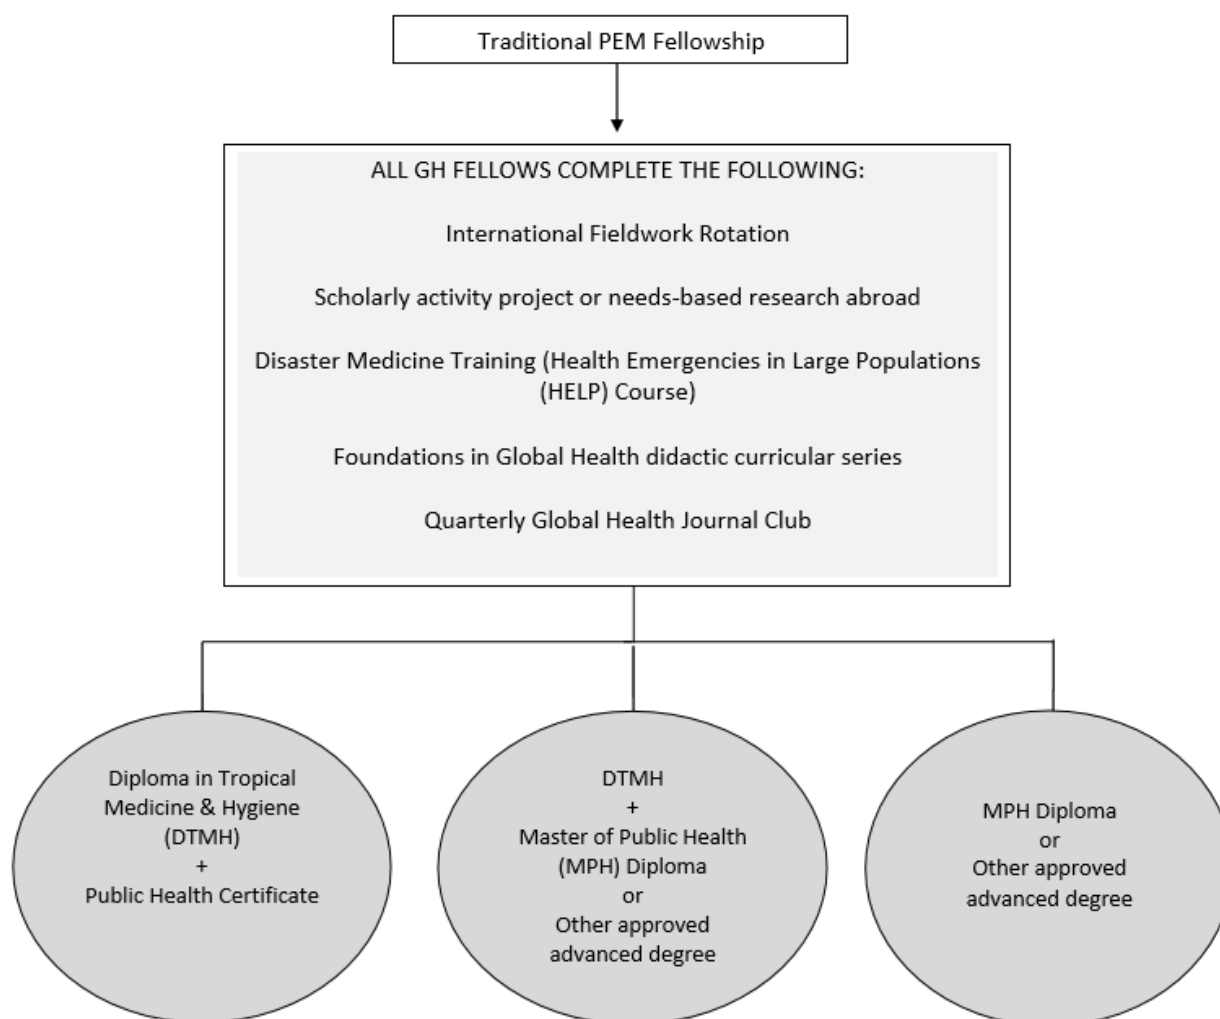 Traditional PEM Fellowship
ALL GH FELLOWS COMPLETE THE FOLLOWING:
International Fieldwork Rotation
Scholarly activity project or needs-based research abroad
Disaster Medicine Training (Health Emergencies in Large Populations
(HELP) Course)
Foundations in Global Health didactic curricular series
Quarterly Global Health Journal Club
Diploma in Tropical
Medicine & Hygiene
(DTMH)
+
Public Health Certificate
DTMH
+
Master of Public Health
(MPH) Diploma
or
Other approved
advanced degree
MPH Diploma
or
Other approved
advanced degree